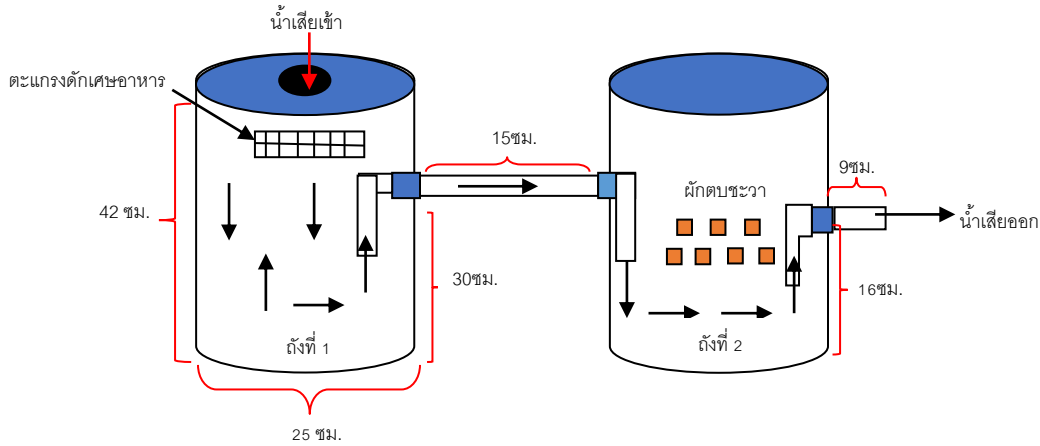 น้ำเสียเข้า
ตะแกรงดักเศษอาหาร
15ซม.
9ซม.
ผักตบชะวา
42 ซม.
น้ำเสียออก
30ซม.
16ซม.
ถังที่ 1
ถังที่ 2
25 ซม.